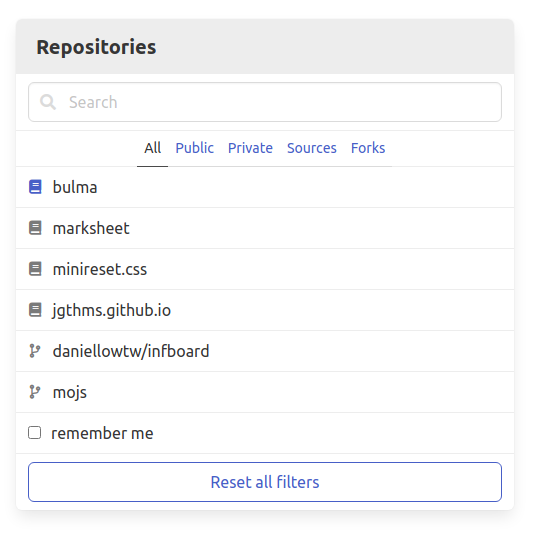 Repositories
Search
All Public Private Sources Forks
bulma
marksheet
minireset.css
jgthms.github.io
daniellowtw/infboard
mojs
remember me
Reset all filters